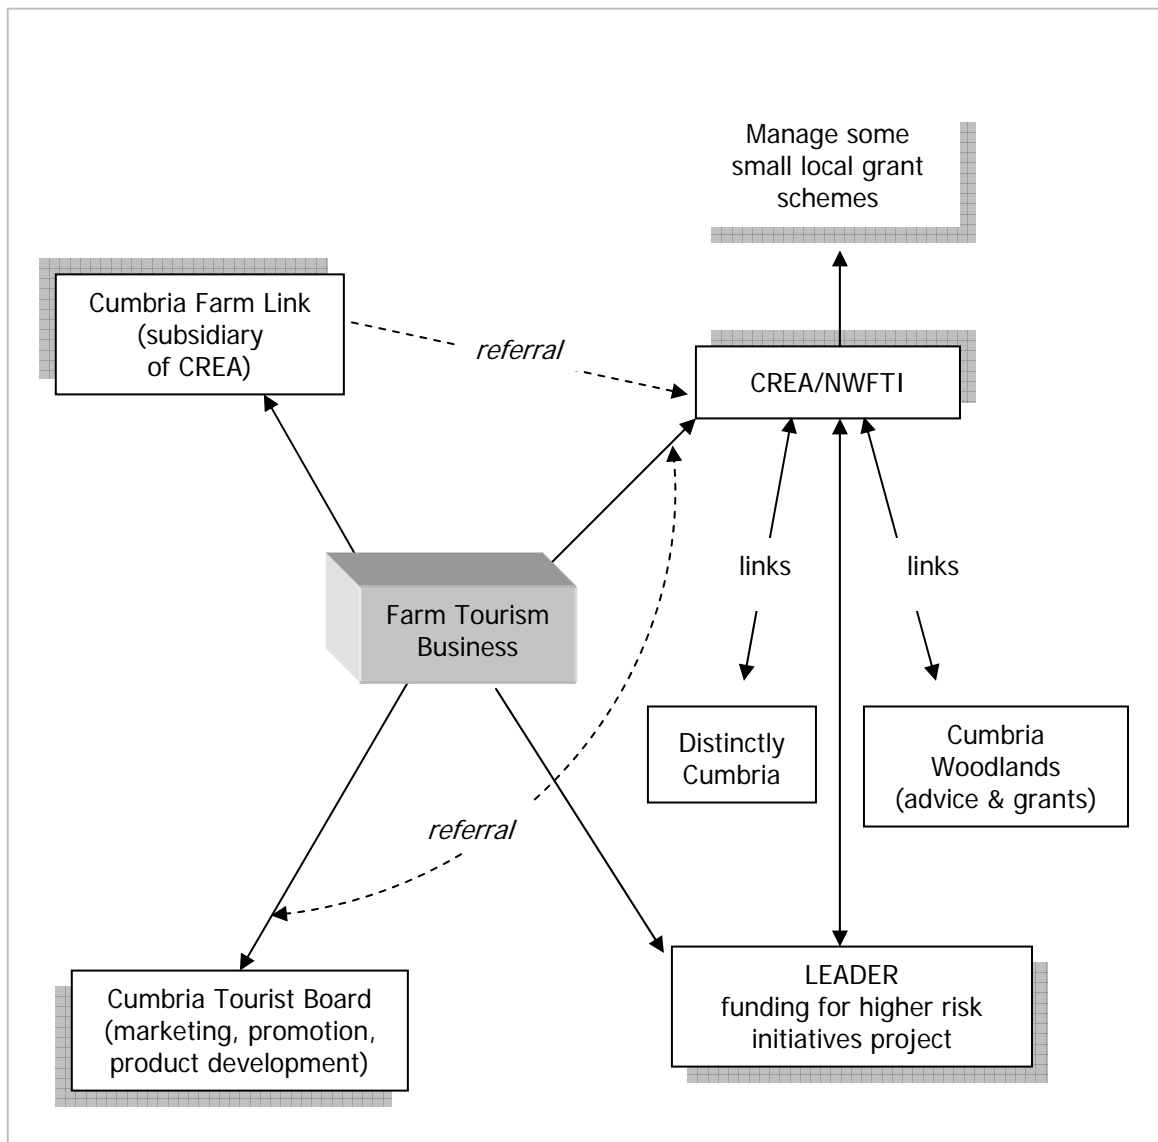 Manage some
small local grant
schemes
Cumbria Farm Link
(subsidiary
of CREA)
referral
CREA/NWFTI
links
links
Farm Tourism
Business
Distinctly
Cumbria
Cumbria
Woodlands
(advice & grants)
referral
Cumbria Tourist Board
(marketing, promotion,
product development)
LEADER
funding for higher risk
initiatives project